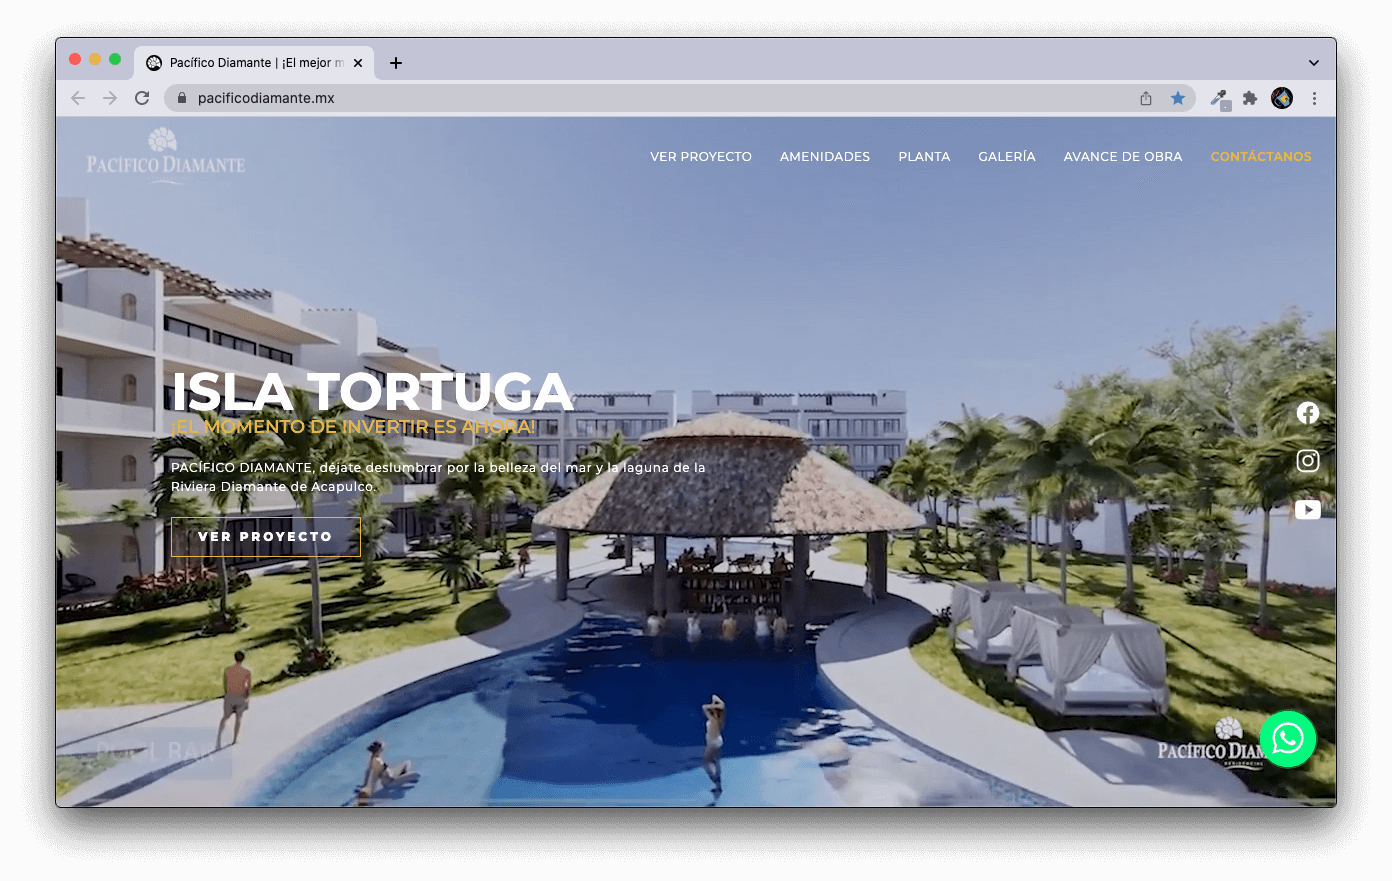 Pacífico Diamante | ¡El mejor m
pacificodiamante.mx
PACÍFICO DIAMANTE
VER PROYECTO
AMENIDADES
PLANTA
GALERÍA
AVANCE DE OBRA
CONTÁCTANOS
ISLA TORTUGA
¡EL MOMENTO DE INVERTIR ES AHORA!
PACÍFICO DIAMANTE, déjate deslumbrar por la belleza del mar y la laguna de la
Riviera Diamante de Acapulco.
VER PROYECTO
PACÍFICO DIAM
RESIDENCIAL